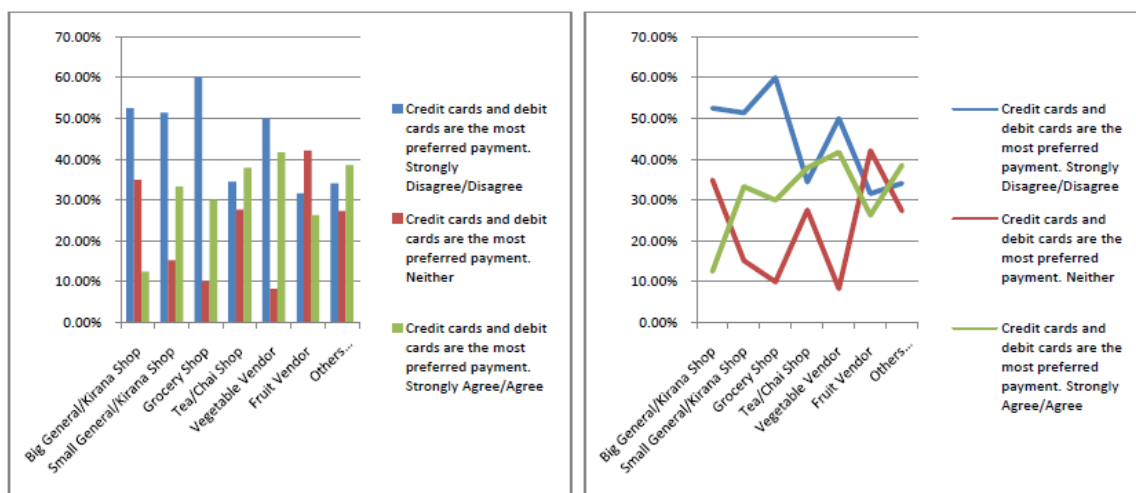 70.00%
60.00%
50.00%
40.00%
30.00%
20.00%
10.00%
0.00%
Big General/Kirana Shop
Small General/Kirana Shop
Grocery Shop
Tea/Chai Shop
Vegetable Vendor
Fruit Vendor
Others...
Credit cards and debit
cards are the most
preferred payment.
Strongly
Disagree/Disagree
Credit cards and debit
cards are the most
preferred payment.
Neither
Credit cards and debit
cards are the most
preferred payment.
Strongly Agree/Agree
70.00%
60.00%
50.00%
40.00%
30.00%
20.00%
10.00%
0.00%
Big General/Kirana Shop
Small General/Kirana Shop
Grocery Shop
Tea/Chai Shop
Vegetable Vendor
Fruit Vendor
Others...
Credit cards and
debit cards are the
most preferred
payment. Strongly
Disagree/Disagree
Credit cards and
debit cards are the
most preferred
payment. Neither
Credit cards and
debit cards are the
most preferred
payment. Strongly
Agree/Agree